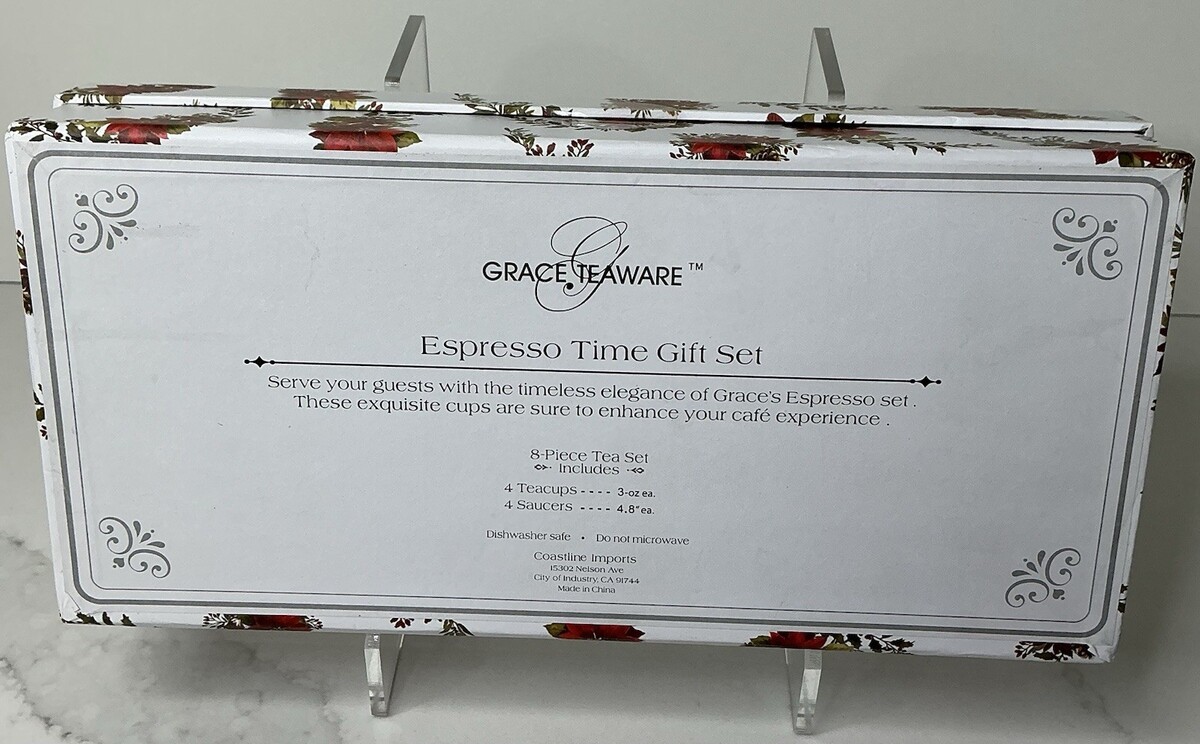 G
GRACE TEAWARE™
Espresso Time Gift Set
Serve your guests with the timeless elegance of Grace's Espresso set .
These exquisite cups are sure to enhance your café experience .
8-Piece Tea Set
Includes
4 Teacups - - - - 3-oz ea.
4 Saucers - - - - 4.8" ea.
Dishwasher safe • Do not microwave
Coastline Imports
15302 Nelson Ave
City of Industry, CA 91744
Made in China